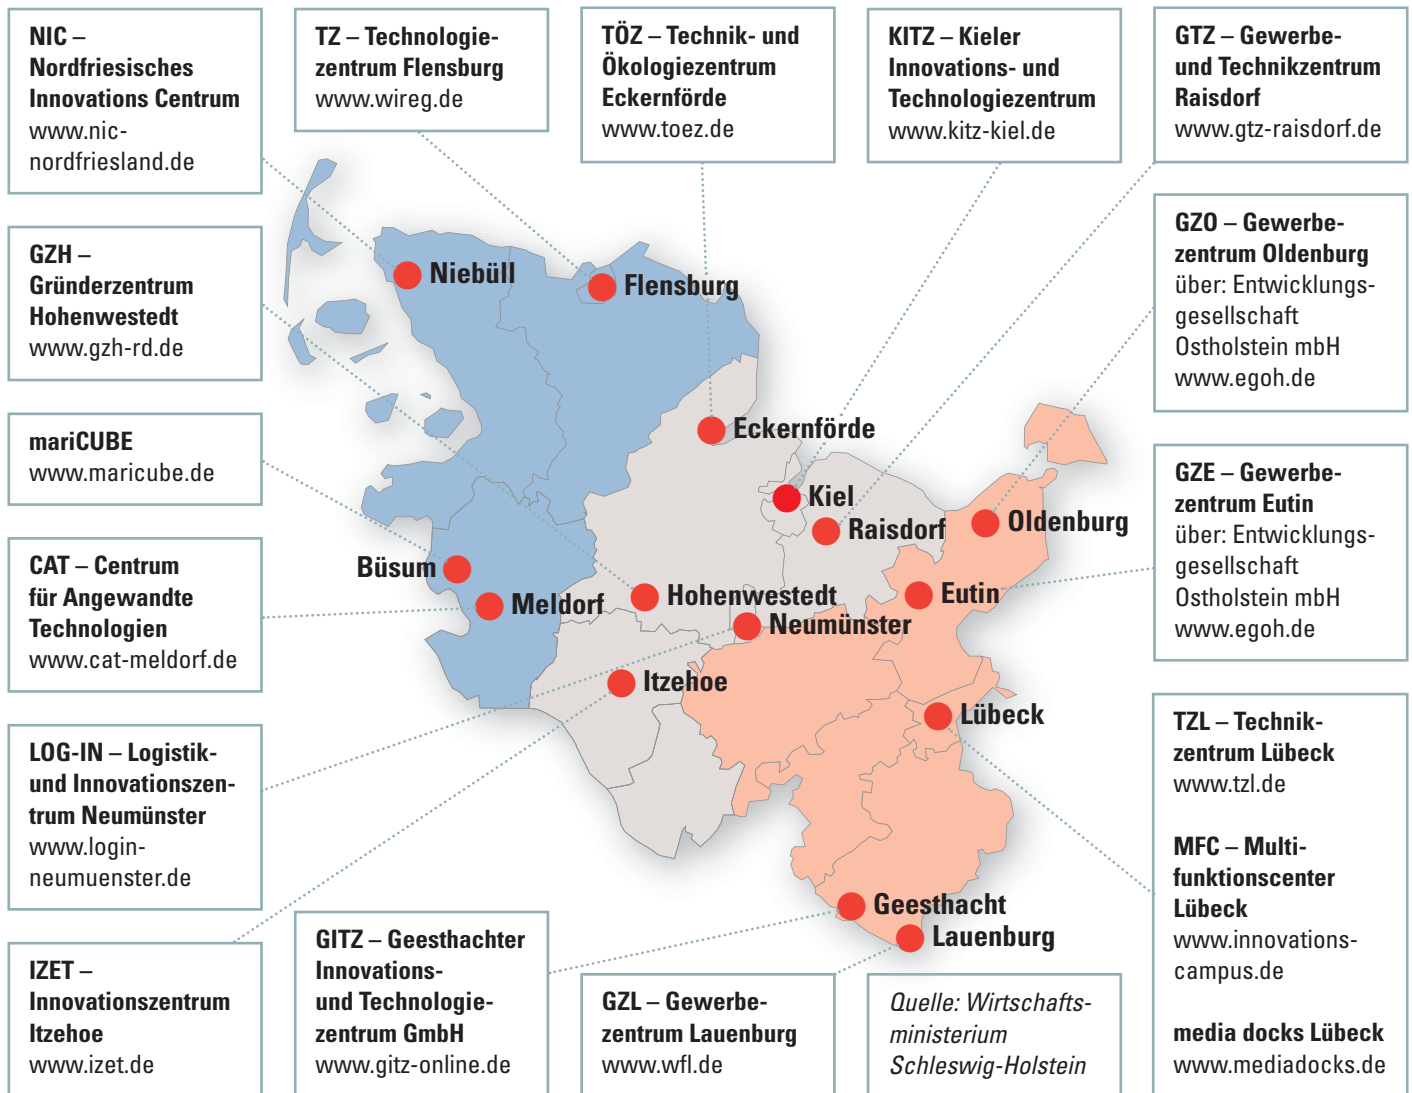 NIC –
Nordfriesisches
Innovations Centrum
www.nic-
nordfriesland.de
TZ – Technologie-
zentrum Flensburg
www.wireg.de
TÖZ – Technik- und
Ökologiezentrum
Eckernförde
www.toez.de
KITZ – Kieler
Innovations- und
Technologiezentrum
www.kitz-kiel.de
GTZ – Gewerbe-
und Technikzentrum
Raisdorf
www.gtz-raisdorf.de
GZH –
Gründerzentrum
Hohenwestedt
www.gzh-rd.de
mariCUBE
www.maricube.de
CAT – Centrum
für Angewandte
Technologien
www.cat-meldorf.de
LOG-IN – Logistik-
und Innovationszen-
trum Neumünster
www.login-
neumuenster.de
IZET –
Innovationszentrum
Itzehoe
www.izet.de
Niebüll
Flensburg
Eckernförde
Kiel
Raisdorf
Oldenburg
Büsum
Meldorf
Hohenwestedt
Eutin
Neumünster
Itzehoe
Lübeck
Geesthacht
Lauenburg
GZO – Gewerbe-
zentrum Oldenburg
über: Entwicklungs-
gesellschaft
Ostholstein mbH
www.egoh.de
GZE – Gewerbe-
zentrum Eutin
über: Entwicklungs-
gesellschaft
Ostholstein mbH
www.egoh.de
TZL – Technik-
zentrum Lübeck
www.tzl.de
MFC – Multi-
funktionscenter
Lübeck
www.innovations-
campus.de
media docks Lübeck
www.mediadocks.de
GITZ – Geesthachter
Innovations-
und Technologie-
zentrum GmbH
www.gitz-online.de
GZL – Gewerbe-
zentrum Lauenburg
www.wfl.de
Quelle: Wirtschafts-
ministerium
Schleswig-Holstein